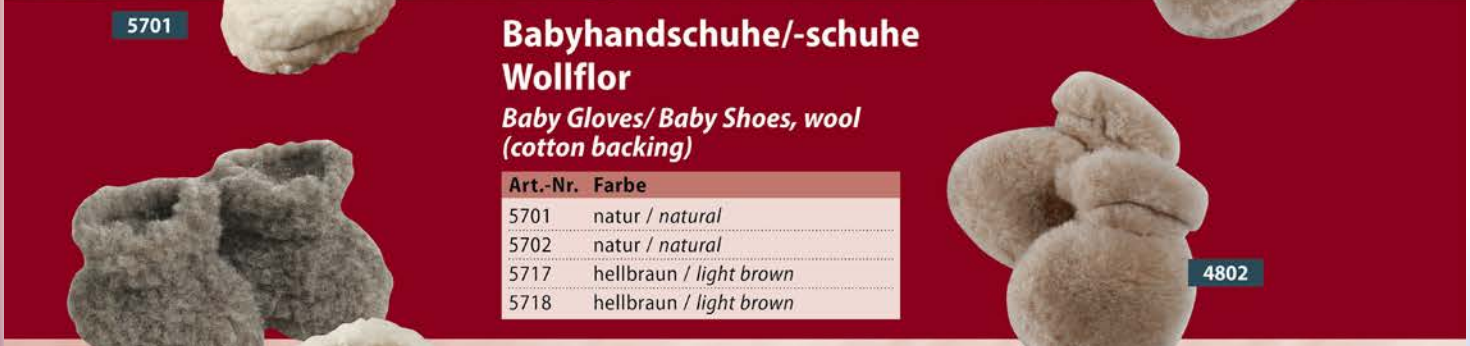 5701
Babyhandschuhe/-schuhe
Wollflor
Baby Gloves/ Baby Shoes, wool
(cotton backing)
Art.-Nr. Farbe
5701 natur / natural
5702 natur / natural
5717 hellbraun / light brown
5718 hellbraun / light brown
4802